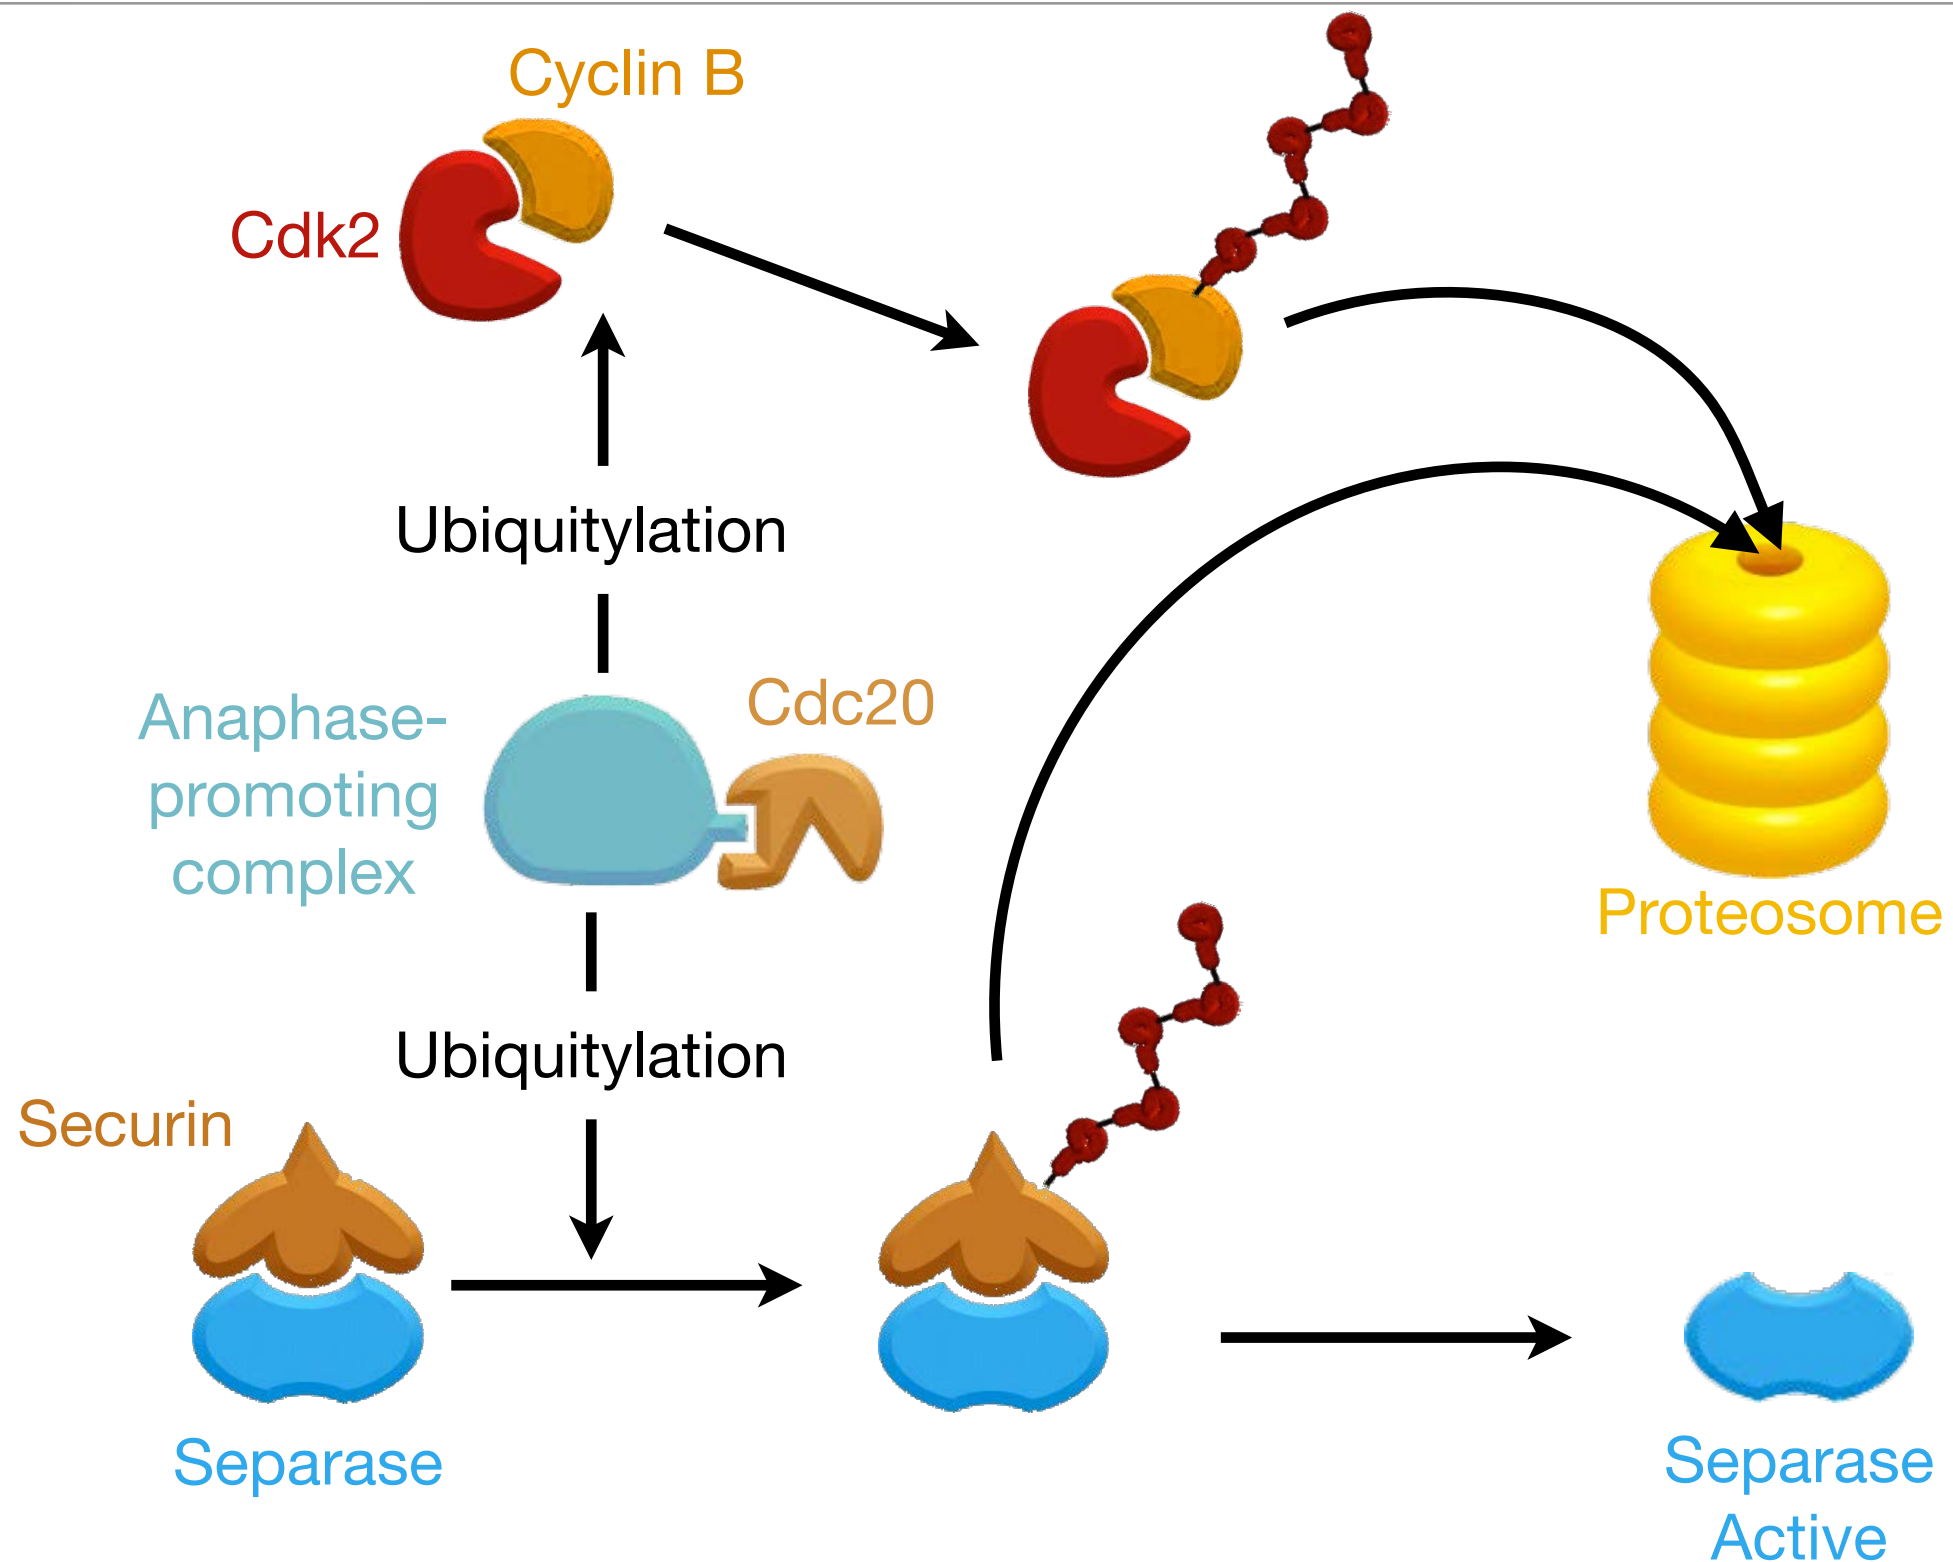 Cyclin B
Cdk2
Ubiquitylation
Anaphase-
promoting
complex
Cdc20
Proteosome
Ubiquitylation
Securin
Separase
Separase
Active